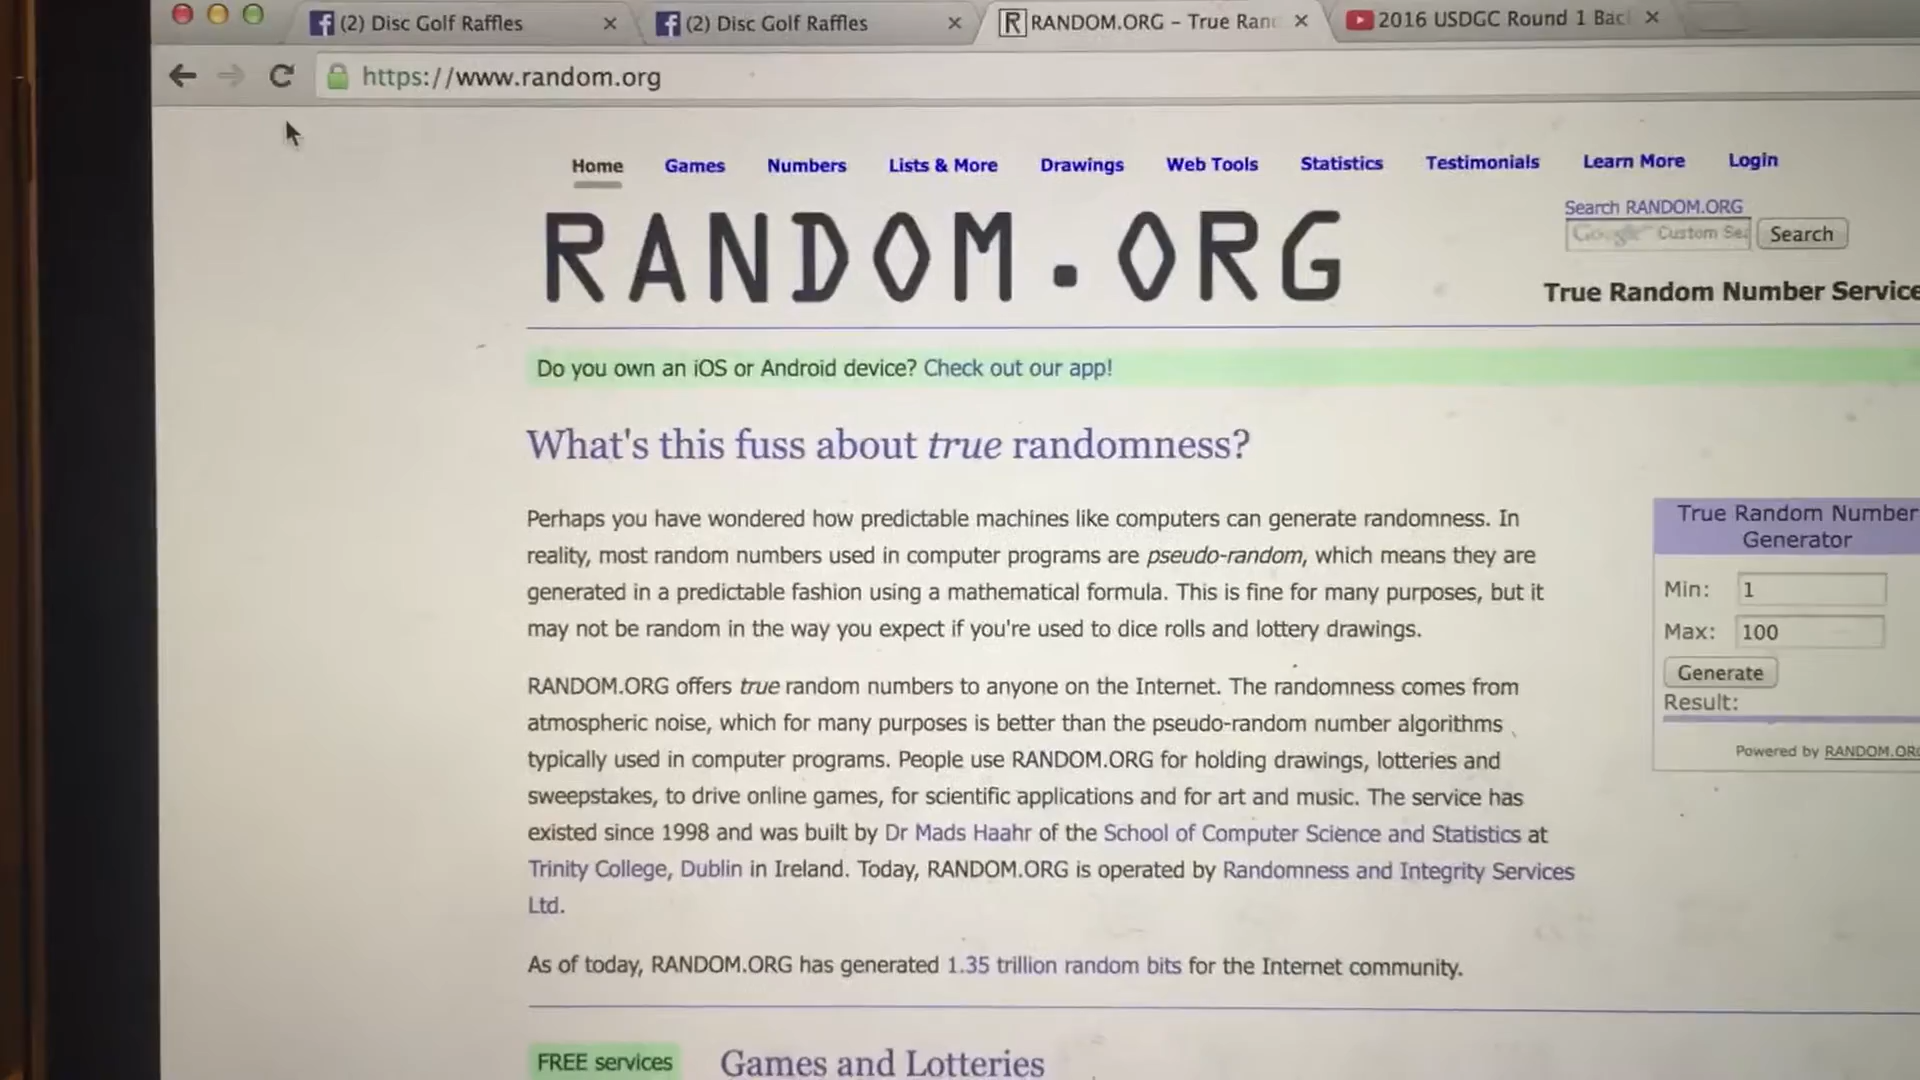 (2) Disc Golf Raffles
(2) Disc Golf Raffles
RANDOM.ORG - True Ran
2016 USDGC Round 1 Bac
https://www.random.org
Home Games Numbers Lists & More Drawings Web Tools Statistics Testimonials Learn More Login
Search RANDOM.ORG
Google Custom Sea Search
RANDOM.ORG
True Random Number Service
Do you own an iOS or Android device? Check out our app!
What's this fuss about true randomness?
Perhaps you have wondered how predictable machines like computers can generate randomness. In
reality, most random numbers used in computer programs are pseudo-random, which means they are
generated in a predictable fashion using a mathematical formula. This is fine for many purposes, but it
may not be random in the way you expect if you're used to dice rolls and lottery drawings.
RANDOM.ORG offers true random numbers to anyone on the Internet. The randomness comes from
atmospheric noise, which for many purposes is better than the pseudo-random number algorithms
typically used in computer programs. People use RANDOM.ORG for holding drawings, lotteries and
sweepstakes, to drive online games, for scientific applications and for art and music. The service has
existed since 1998 and was built by Dr Mads Haahr of the School of Computer Science and Statistics at
Trinity College, Dublin in Ireland. Today, RANDOM.ORG is operated by Randomness and Integrity Services
Ltd.
As of today, RANDOM.ORG has generated 1.35 trillion random bits for the Internet community.
True Random Number
Generator
Min: 1
Max: 100
Generate
Result:
Powered by RANDOM.ORG
FREE services
Games and Lotteries